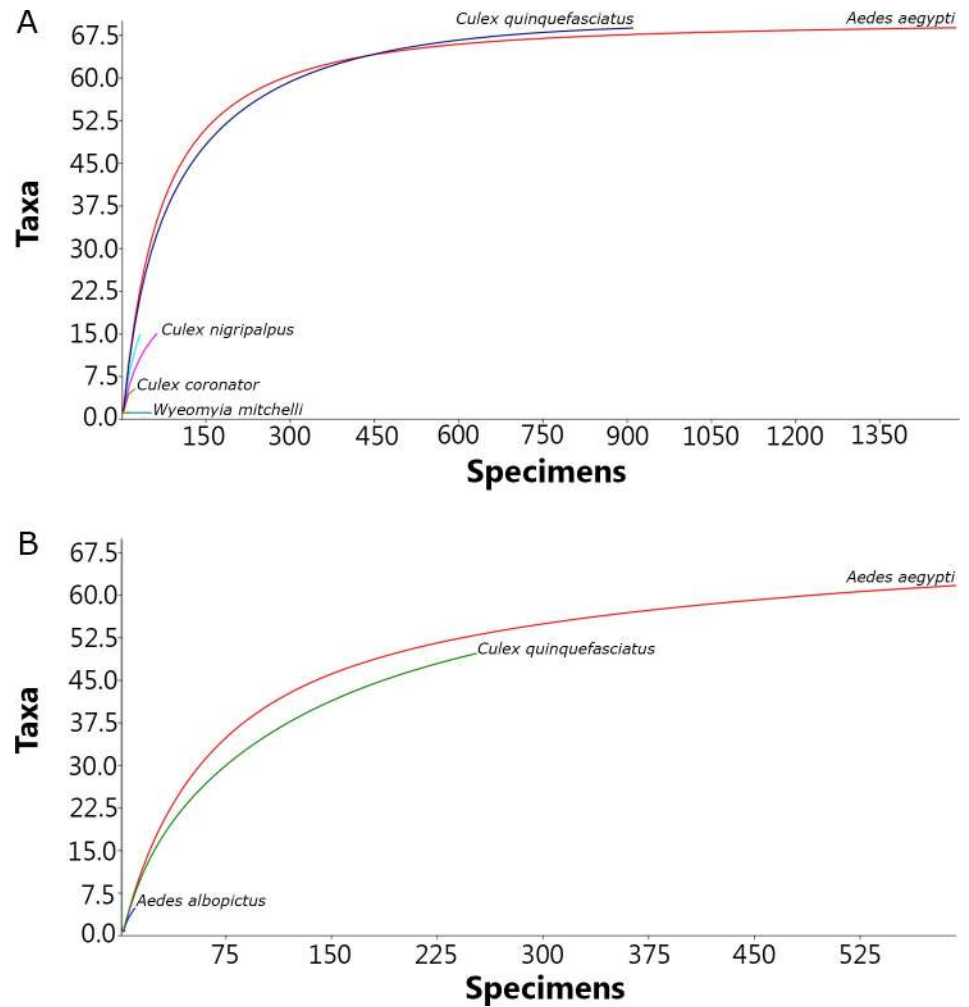 A
Culex quinquefasciatus
Aedes aegypti
67.5
60.0
52.5
45.0
37.5
30.0
22.5
15.0
7.5
0.0
Taxa
Culex nigripalpus
Culex coronator
Wyeomyia mitchelli
150 300 450 600 750 900 1050 1200 1350
Specimens
B
67.5
60.0
52.5
45.0
37.5
30.0
22.5
15.0
7.5
0.0
Taxa
Aedes aegypti
Culex quinquefasciatus
Aedes albopictus
75 150 225 300 375 450 525
Specimens